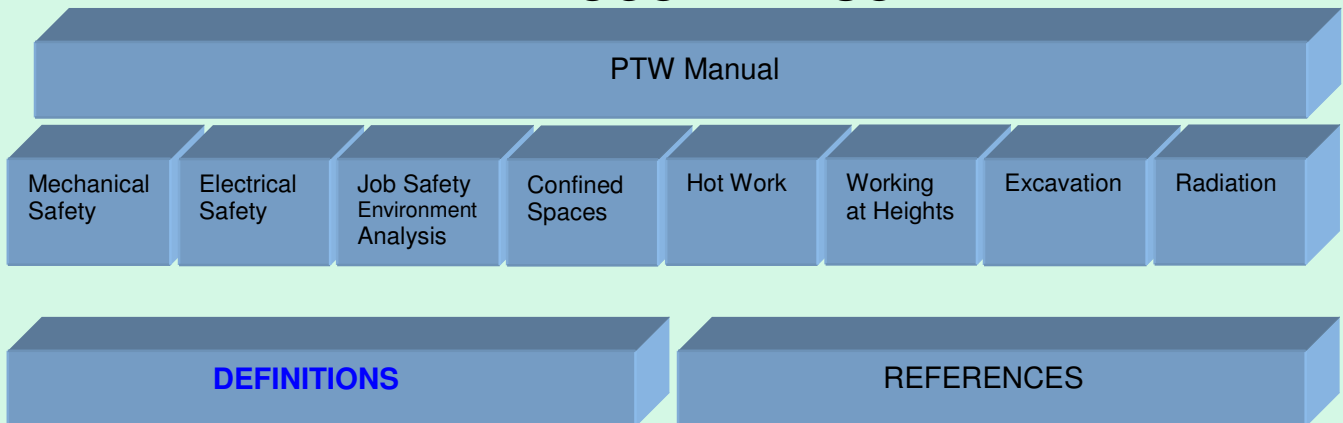 PTW Manual
Mechanical
Safety
Electrical
Safety
Job Safety
Environment
Analysis
Confined
Spaces
Hot Work
Working
at Heights
Excavation
Radiation
DEFINITIONS
REFERENCES